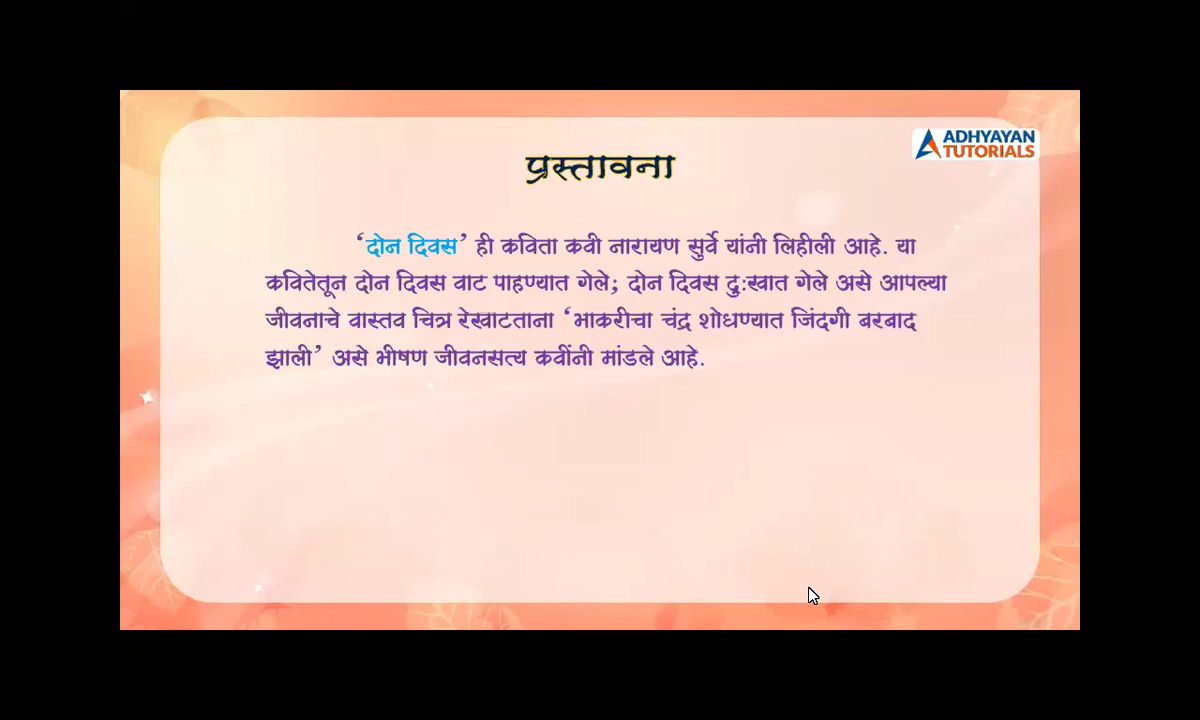 ADHYAYAN
TUTORIALS
प्रस्तावना
‘दोन दिवस’ ही कविता कवी नारायण सुर्वे यांनी लिहीली आहे. या
कवितेतून दोन दिवस वाट पाहण्यात गेले; दोन दिवस दुःखात गेले असे आपल्या
जीवनाचे वास्तव चित्र रेखाटताना ‘भाकरीचा चंद्र शोधण्यात जिंदगी बरबाद
झाली’ असे भीषण जीवनसत्य कवींनी मांडले आहे.